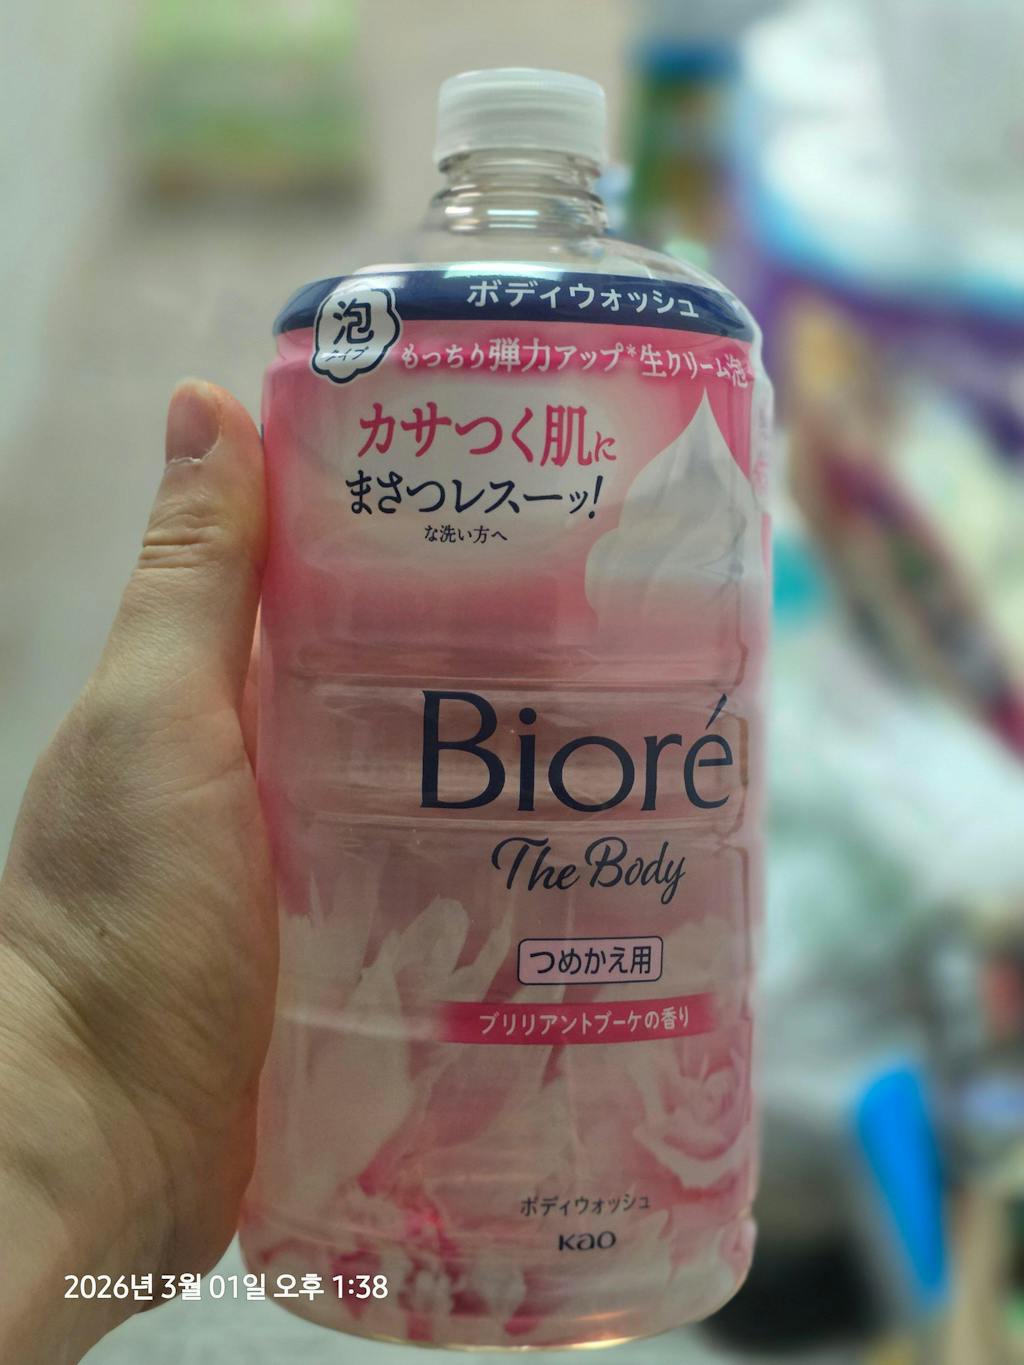 ボディウォッシュ
泡
タイプ
もっちり弾力アップ*生クリーム泡
カサつく肌に
まさつレスーッ!
な洗い方へ
Bioré
The Body
つめかえ用
ブリリアントブーケの香り
ボディウォッシュ
Kao
2026년 3월 01일 오후 1:38